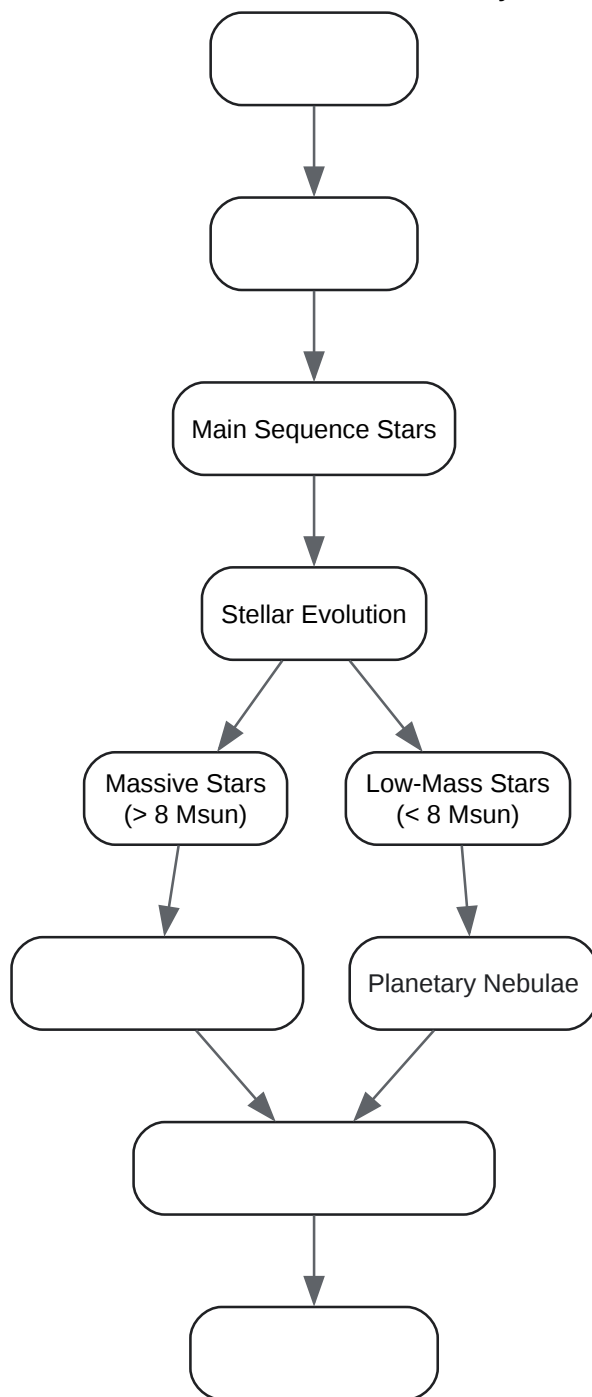 Main Sequence Stars
Stellar Evolution
Massive Stars
(> 8 Msun)
Low-Mass Stars
(< 8 Msun)
Planetary Nebulae